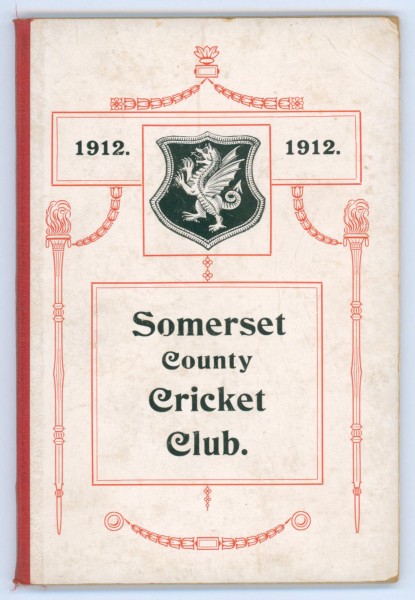 1912. 1912.
Somerset
County
Cricket
Club.